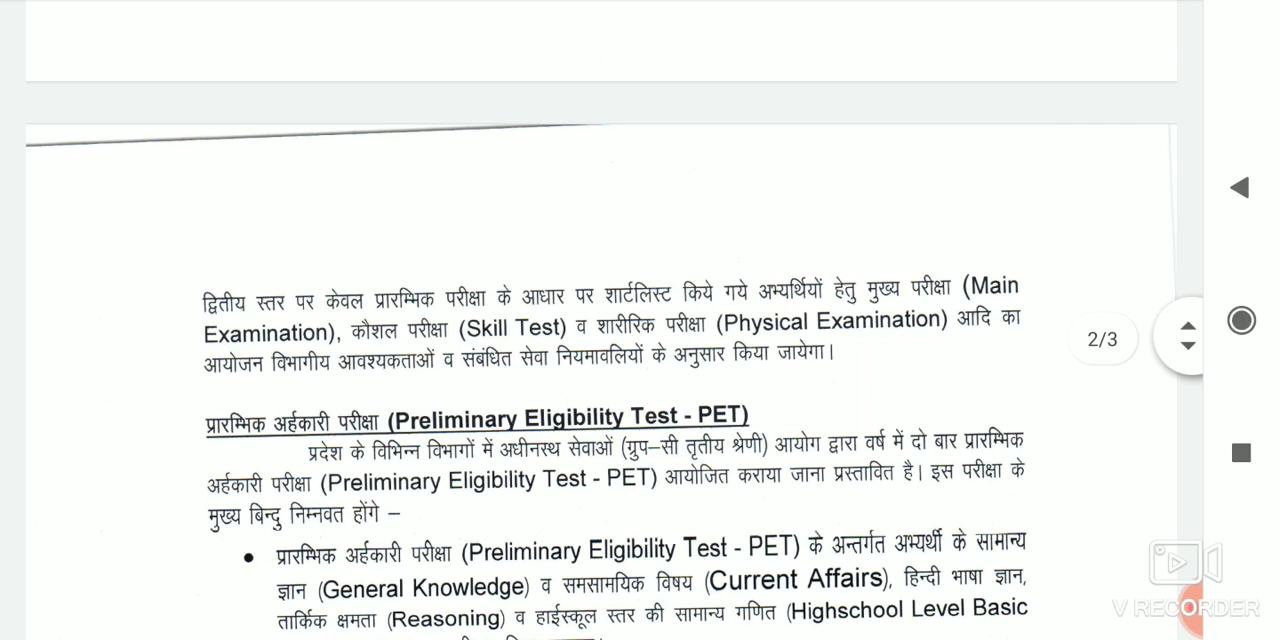 द्वितीय स्तर पर केवल प्रारम्भिक परीक्षा के आधार पर शार्टलिस्ट किये गये अभ्यर्थियों हेतु मुख्य परीक्षा (Main
Examination), कौशल परीक्षा (Skill Test) व शारीरिक परीक्षा (Physical Examination) आदि का
आयोजन विभागीय आवश्यकताओं व संबंधित सेवा नियमावलियों के अनुसार किया जायेगा।
2/3
प्रारम्भिक अर्हकारी परीक्षा (Preliminary Eligibility Test - PET)
प्रदेश के विभिन्न विभागों में अधीनस्थ सेवाओं (ग्रुप–सी तृतीय श्रेणी) आयोग द्वारा वर्ष में दो बार प्रारम्भिक
अर्हकारी परीक्षा (Preliminary Eligibility Test - PET) आयोजित कराया जाना प्रस्तावित है। इस परीक्षा के
मुख्य बिन्दु निम्नवत होंगे –
• प्रारम्भिक अर्हकारी परीक्षा (Preliminary Eligibility Test - PET) के अन्तर्गत अभ्यर्थी के सामान्य
ज्ञान (General Knowledge) व समसामयिक विषय (Current Affairs), हिन्दी भाषा ज्ञान,
तार्किक क्षमता (Reasoning) व हाईस्कूल स्तर की सामान्य गणित (Highschool Level Basic
V RECORDER